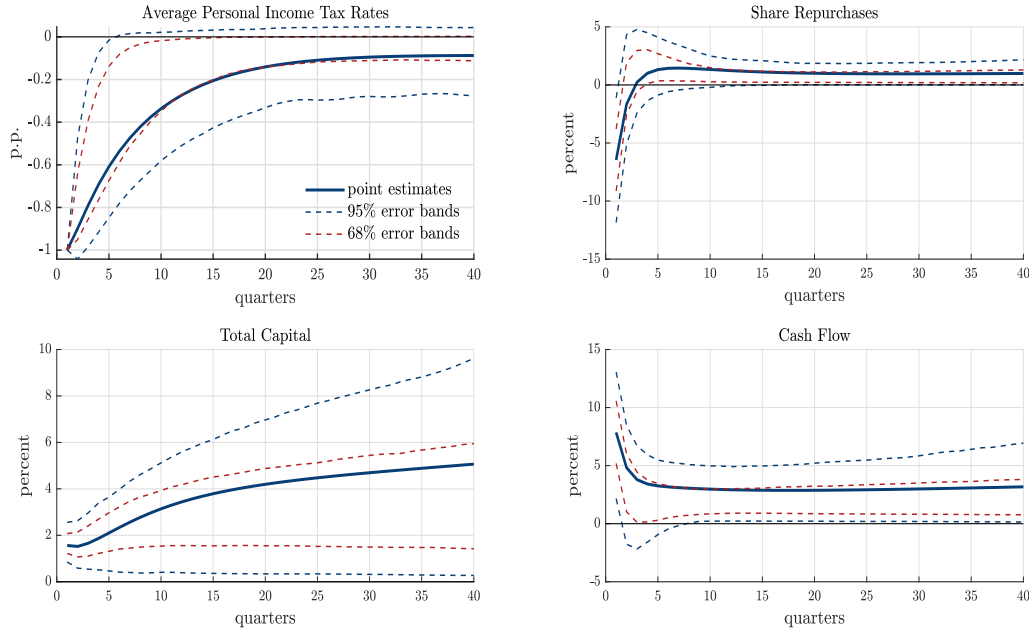 Average Personal Income Tax Rates
0
-0.2
-0.4
-0.6
-0.8
-1
p.p.
point estimates
95% error bands
68% error bands
0 5 10 15 20 25 30 35 40
quarters
Share Repurchases
15
10
5
0
-5
-10
-15
percent
0 5 10 15 20 25 30 35 40
quarters
Total Capital
10
8
6
4
2
0
percent
0 5 10 15 20 25 30 35 40
quarters
Cash Flow
15
10
5
0
-5
percent
0 5 10 15 20 25 30 35 40
quarters